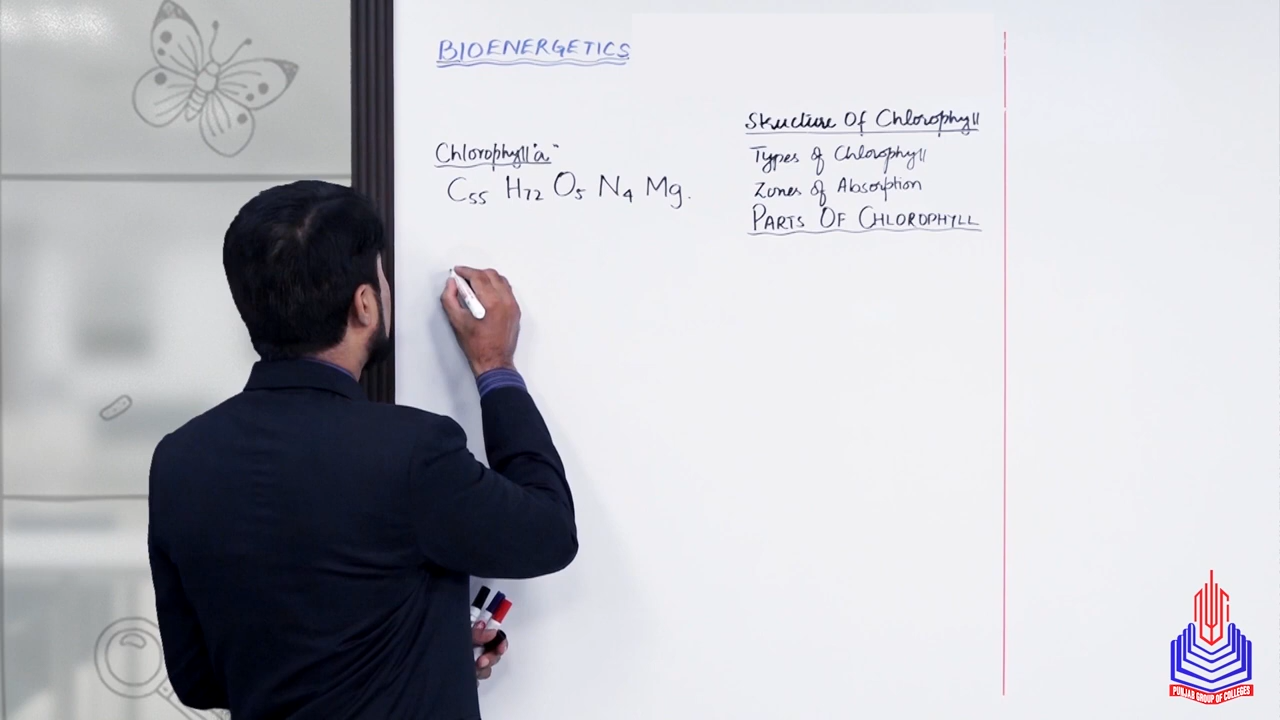 BIOENERGETICS
Chlorophyll "a"
C55 H72 O5 N4 Mg.
Structure Of Chlorophyll
Types of Chlorophyll
Zones of Absorption
PARTS OF CHLOROPHYLL
PUNJAB GROUP OF COLLEGES